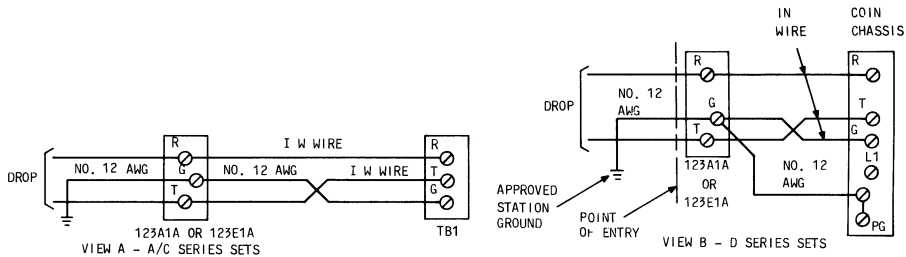 R
I W WIRE
R
NO. 12 AWG
G
NO. 12 AWG
I W WIRE
T
DROP
T
G
123A1A OR 123E1A
TB1
VIEW A - A/C SERIES SETS
IN
WIRE
COIN
CHASSIS
R
R
NO. 12
AWG
G
T
DROP
T
G
123A1A
OR
123E1A
NO. 12
AWG
L1
APPROVED
STATION
GROUND
POINT
OF ENTRY
PG
VIEW B - D SERIES SETS